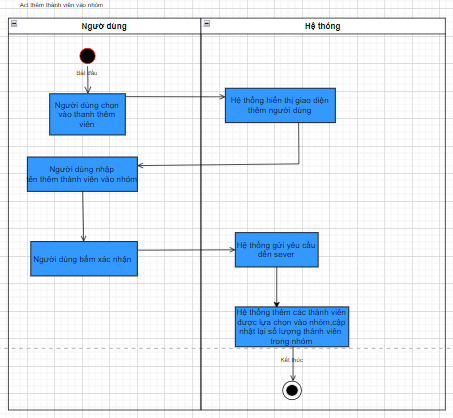 Act thêm thành viên vào nhóm
Người dùng
Hệ thống
Bắt đầu
Người dùng chọn
vào thanh thêm
viên
Hệ thống hiển thị giao diện
thêm người dùng
Người dùng nhập
tên thêm thành viên vào nhóm
Người dùng bấm xác nhận
Hệ thống gửi yêu cầu
đến sever
Hệ thống thêm các thành viên
được lựa chọn vào nhóm,cập
nhật lại số lượng thành viên
trong nhóm
Kết thúc